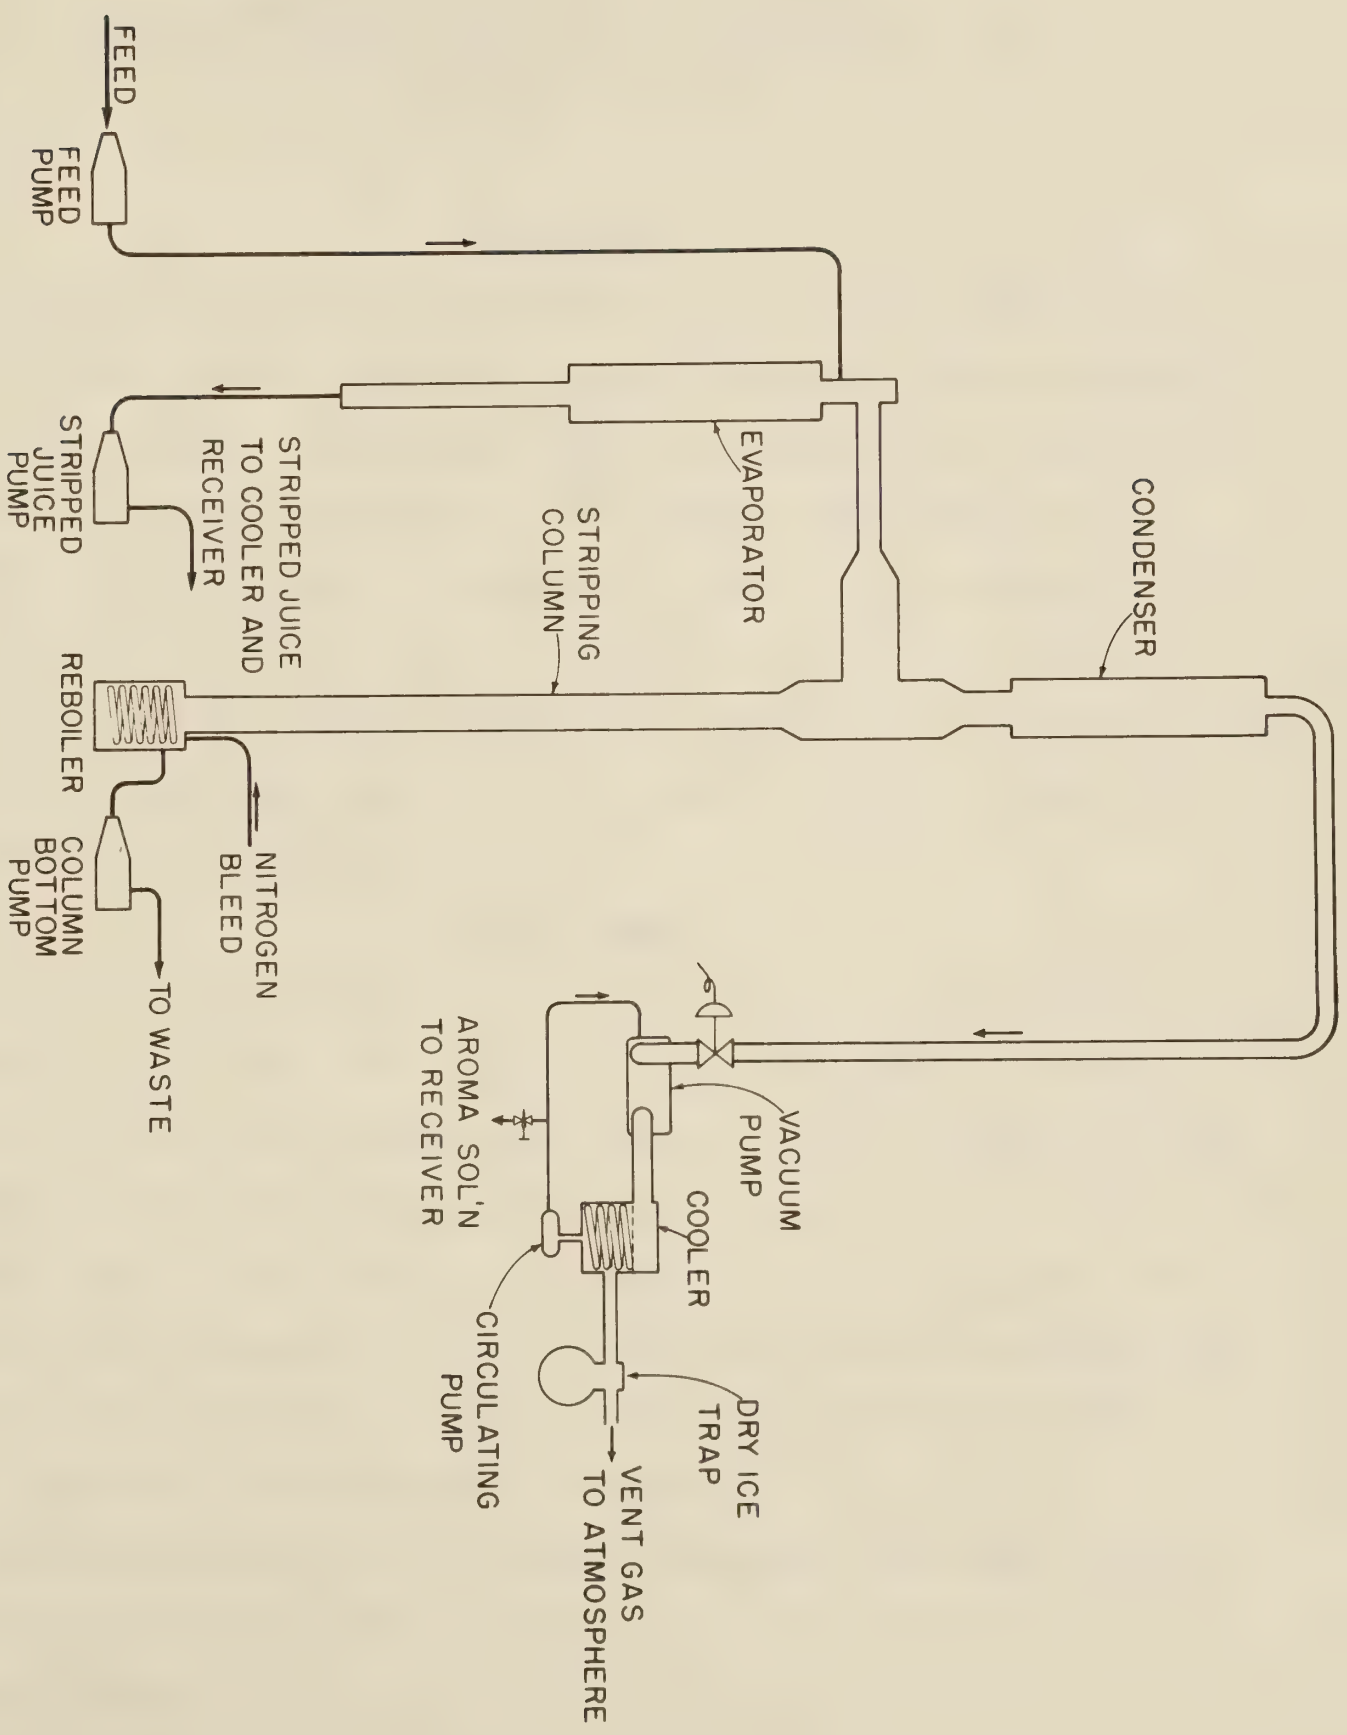 CONDENSER
EVAPORATOR
STRIPPING
COLUMN
FEED
FEED
PUMP
STRIPPED JUICE
TO COOLER AND
RECEIVER
STRIPPED
JUICE
PUMP
REBOILER
NITROGEN
BLEED
COLUMN
BOTTOM
PUMP
TO WASTE
VACUUM
PUMP
COOLER
DRY ICE
TRAP
VENT GAS
TO ATMOSPHERE
AROMA SOL'N
TO RECEIVER
CIRCULATING
PUMP